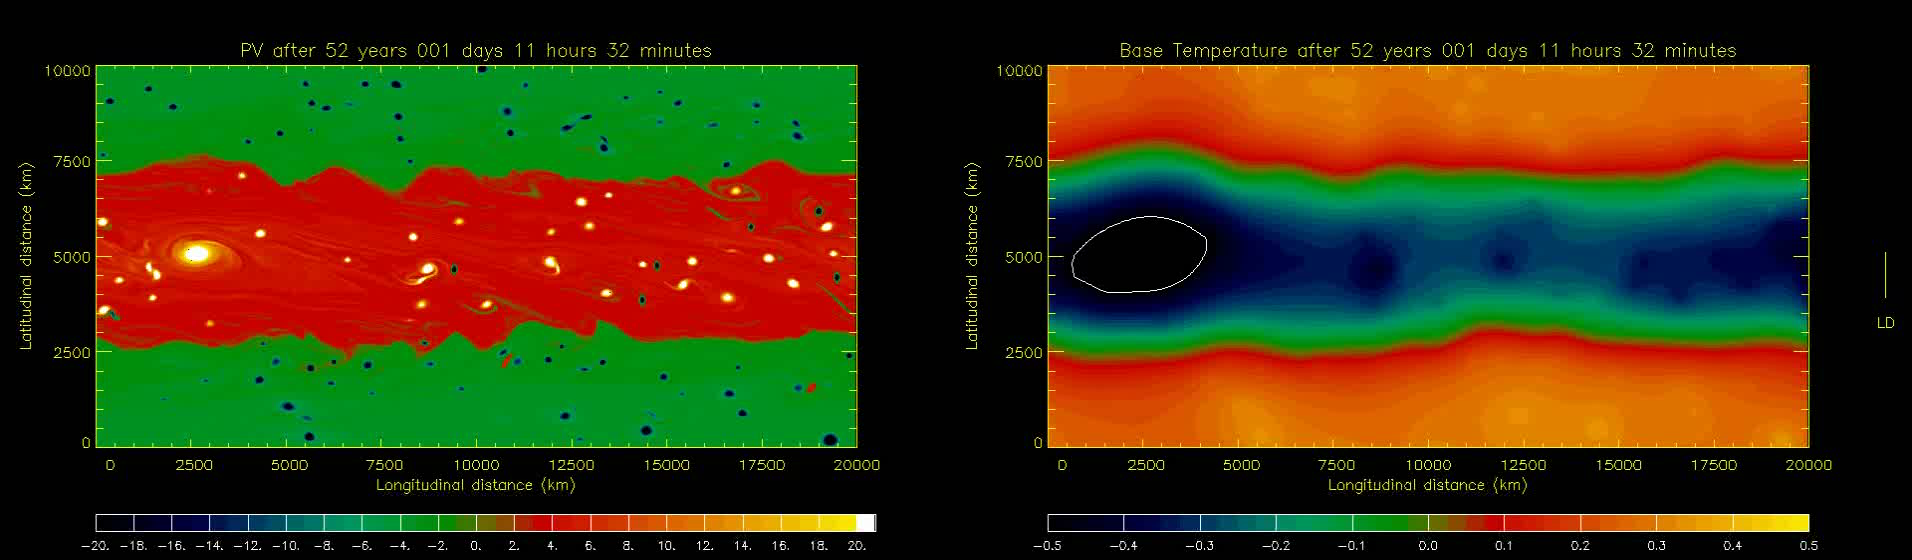 PV after 52 years 001 days 11 hours 32 minutes
10000
7500
5000
2500
0
Latitudinal distance (km)
0 2500 5000 7500 10000 12500 15000 17500 20000
Longitudinal distance (km)
-20. -18. -16. -14. -12. -10. -8. -6. -4. -2. 0. 2. 4. 6. 8. 10. 12. 14. 16. 18. 20.
Base Temperature after 52 years 001 days 11 hours 32 minutes
10000
7500
5000
2500
0
Latitudinal distance (km)
0 2500 5000 7500 10000 12500 15000 17500 20000
Longitudinal distance (km)
-0.5 -0.4 -0.3 -0.2 -0.1 0.0 0.1 0.2 0.3 0.4 0.5
LD